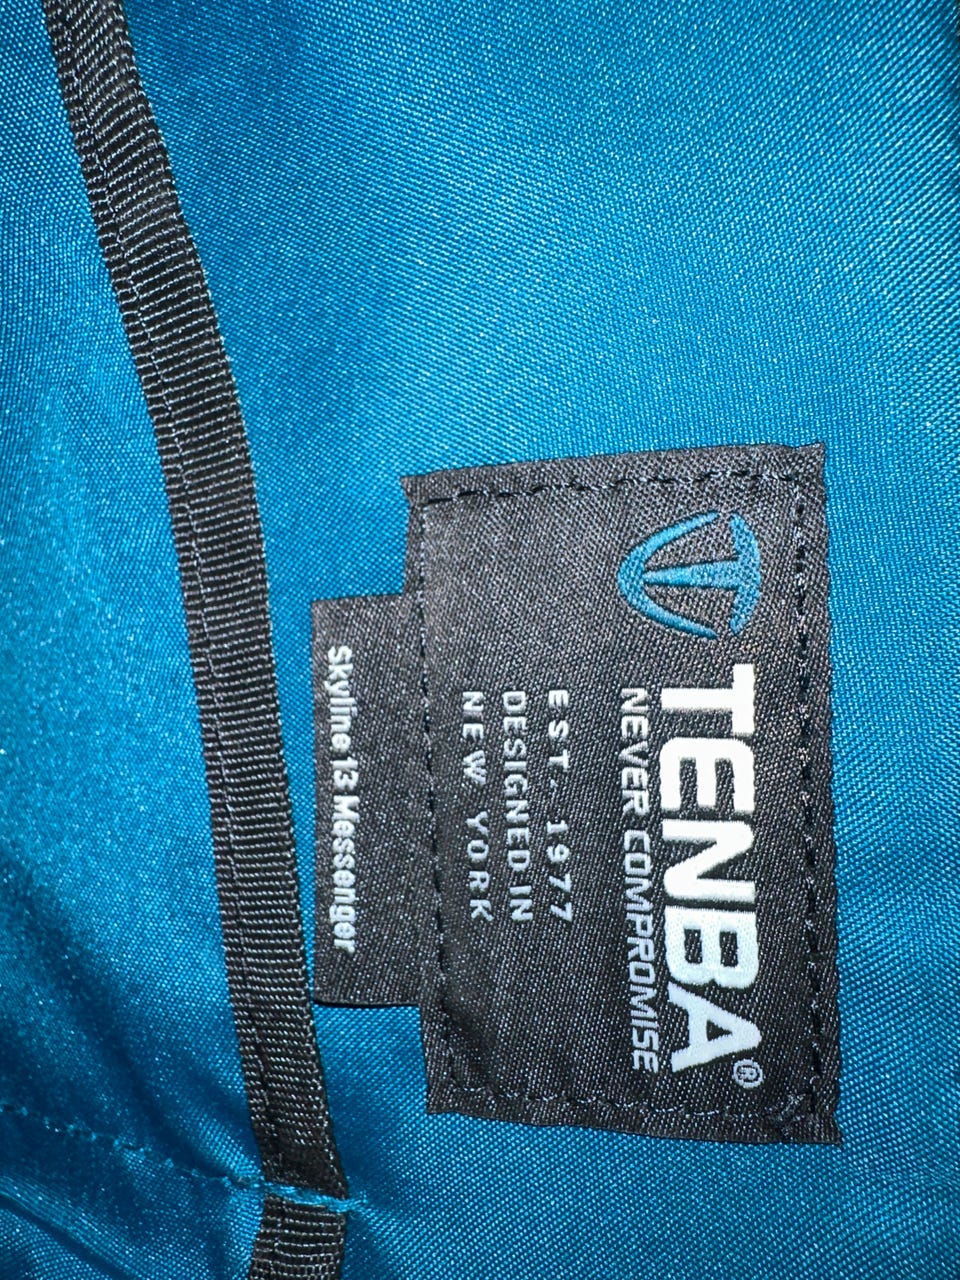 TENBA®
NEVER COMPROMISE
EST. 1977
DESIGNED IN
NEW YORK
Skyline 13 Messenger